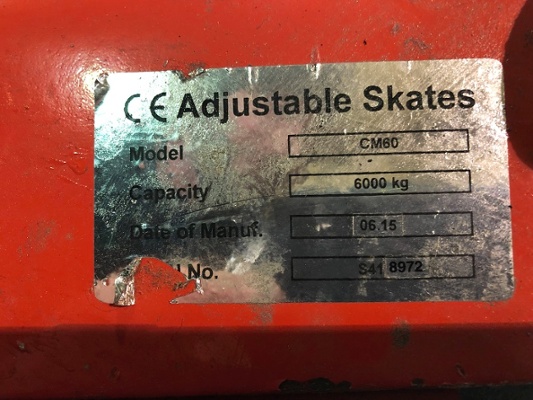 CE Adjustable Skates
Model CM60
Capacity 6000 kg
Date of Manuf. 06 15
No. S41 8972